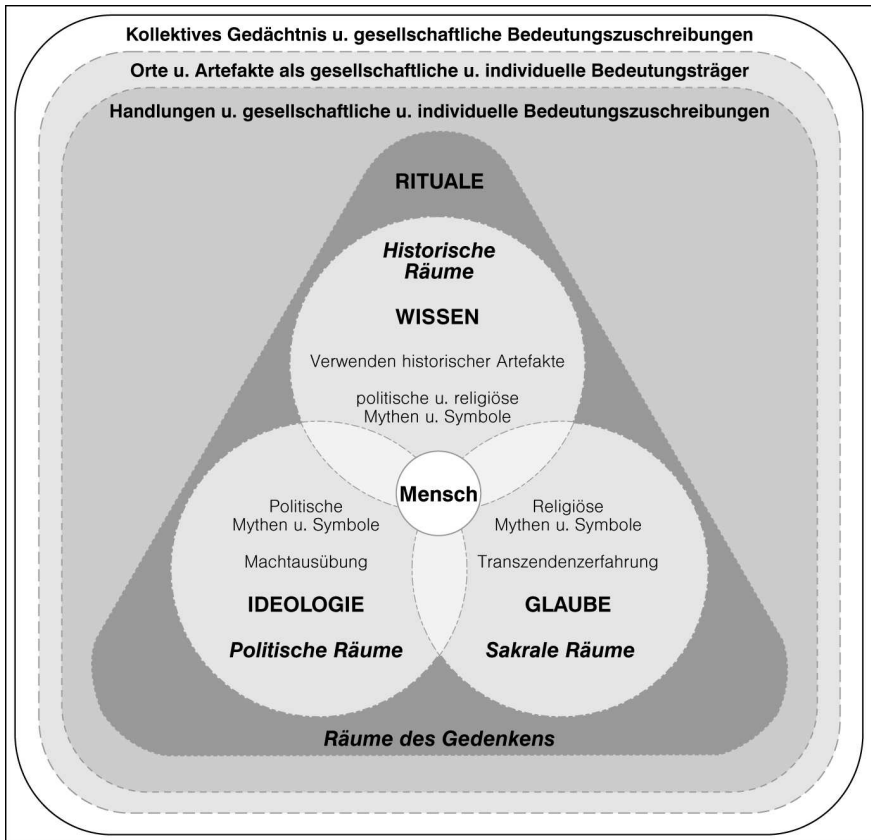 Kollektives Gedächtnis u. gesellschaftliche Bedeutungszuschreibungen
Orte u. Artefakte als gesellschaftliche u. individuelle Bedeutungsträger
Handlungen u. gesellschaftliche u. individuelle Bedeutungszuschreibungen
RITUALE
Historische
Räume
WISSEN
Verwenden historischer Artefakte
politische u. religiöse
Mythen u. Symbole
Mensch
Politische
Mythen u. Symbole
Machtausübung
IDEOLOGIE
Politische Räume
Religiöse
Mythen u. Symbole
Transzendenzerfahrung
GLAUBE
Sakrale Räume
Räume des Gedenkens